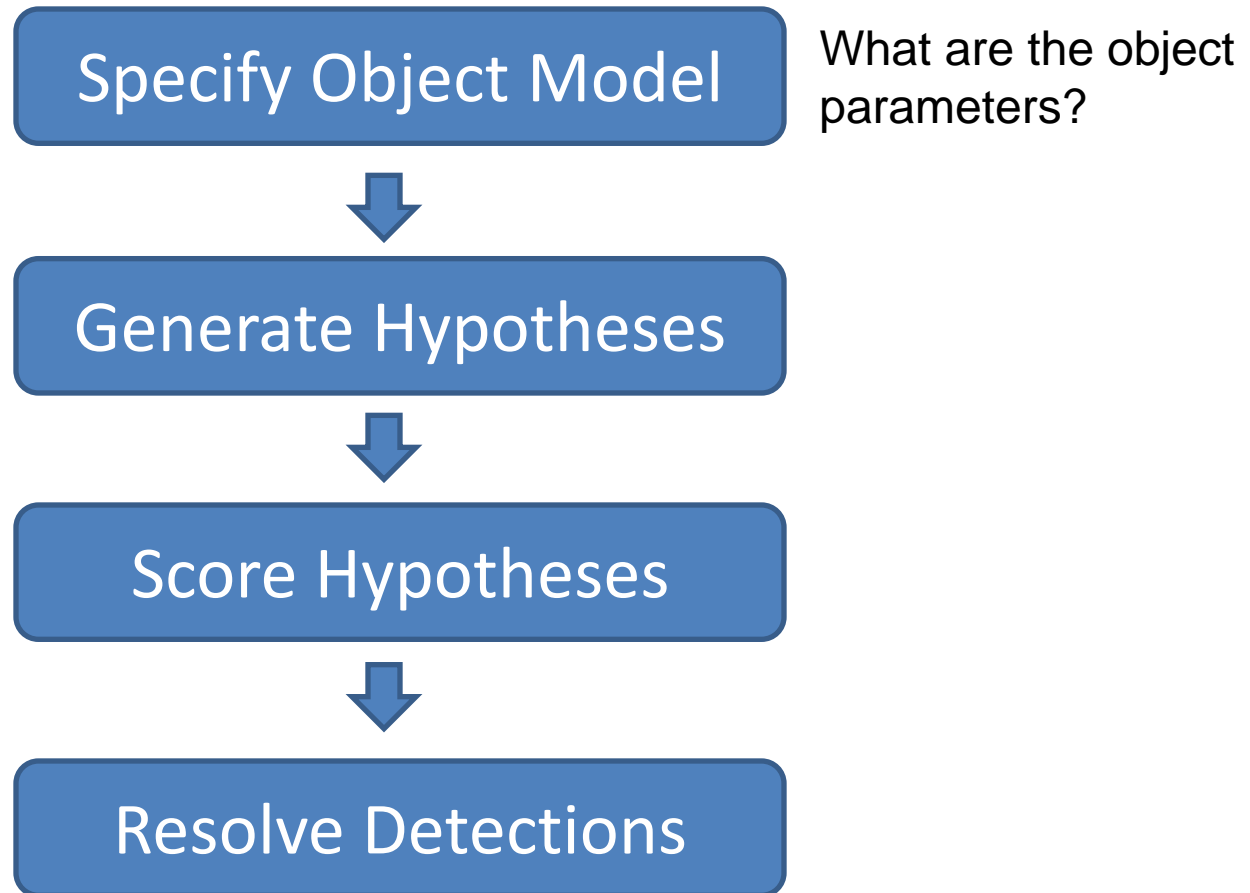 Specify Object Model
What are the object
parameters?
Generate Hypotheses
Score Hypotheses
Resolve Detections